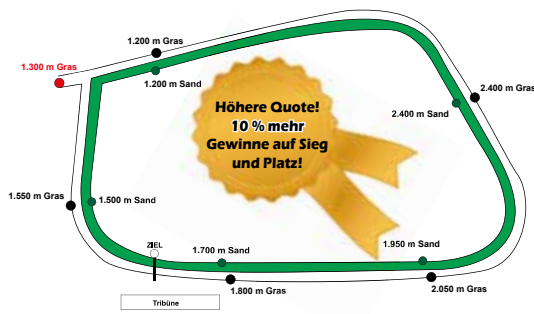 1.200 m Gras
1.300 m Gras
1.200 m Sand
2.400 m Gras
2.400 m Sand
Höhere Quote!
10 % mehr
Gewinne auf Sieg
und Platz!
1.550 m Gras
1.500 m Sand
ZIEL
1.700 m Sand
1.950 m Sand
1.800 m Gras
2.050 m Gras
Tribüne